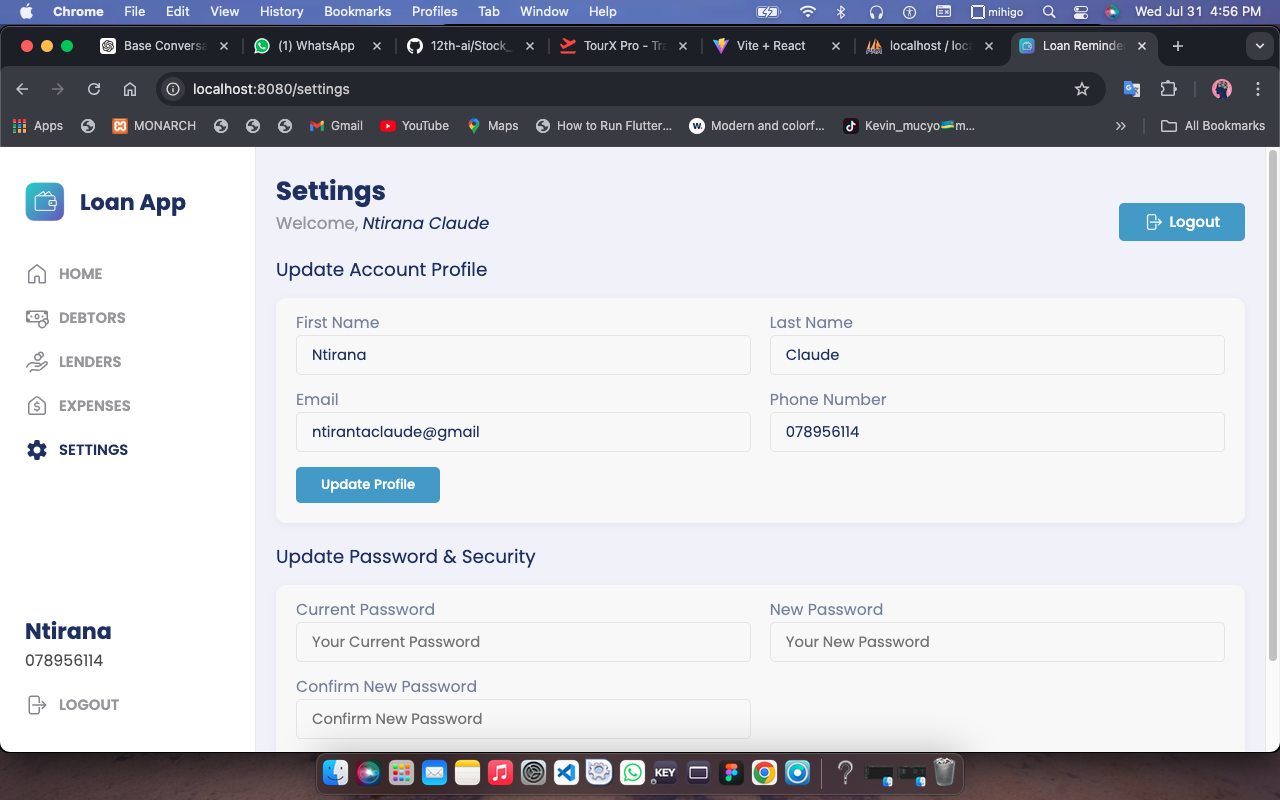 Chrome File Edit View History Bookmarks Profiles Tab Window Help mihigo Wed Jul 31 4:56 PM
Base Conversa (1) WhatsApp 12th-ai/Stock_ TourX Pro - Tra Vite + React localhost / loca Loan Reminde
localhost:8080/settings
Apps MONARCH Gmail YouTube Maps How to Run Flutter... Modern and colorf... Kevin_mucyo🇷🇼m... All Bookmarks
Loan App
HOME
DEBTORS
LENDERS
EXPENSES
SETTINGS
Ntirana
078956114
LOGOUT
Settings
Welcome, Ntirana Claude
Logout
Update Account Profile
First Name Last Name
Ntirana Claude
Email Phone Number
ntirantaclaude@gmail 078956114
Update Profile
Update Password & Security
Current Password New Password
Your Current Password Your New Password
Confirm New Password
Confirm New Password
KEY